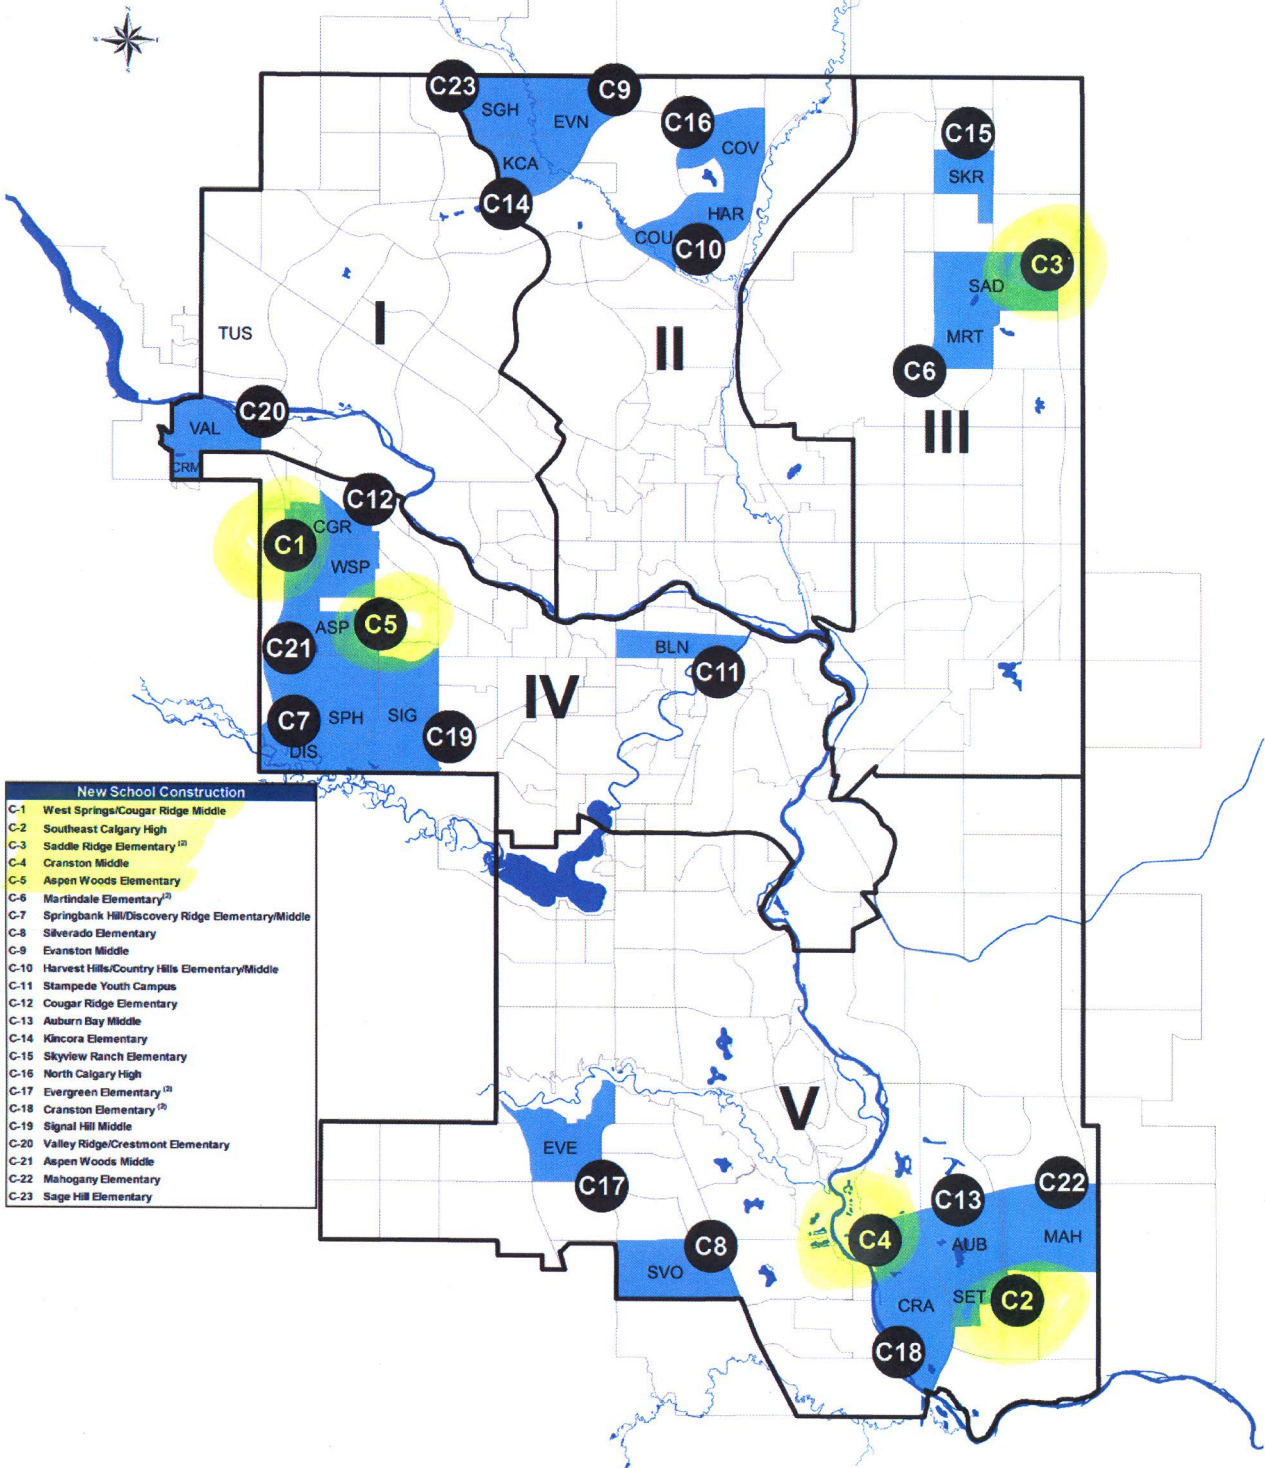 C23
C9
SGH
EVN
C16
COV
C15
KCA
SKR
C14
HAR
COU
C10
C3
SAD
I
TUS
II
MRT
C6
III
C20
VAL
CRM
C12
CGR
C1
WSP
ASP
C5
C21
BLN
C11
IV
C7
SPH
SIG
C19
DIS
New School Construction
C-1 West Springs/Cougar Ridge Middle
C-2 Southeast Calgary High
C-3 Saddle Ridge Elementary (2)
C-4 Cranston Middle
C-5 Aspen Woods Elementary
C-6 Martindale Elementary(2)
C-7 Springbank Hill/Discovery Ridge Elementary/Middle
C-8 Silverado Elementary
C-9 Evanston Middle
C-10 Harvest Hills/Country Hills Elementary/Middle
C-11 Stampede Youth Campus
C-12 Cougar Ridge Elementary
C-13 Auburn Bay Middle
C-14 Kincora Elementary
C-15 Skyview Ranch Elementary
C-16 North Calgary High
C-17 Evergreen Elementary (2)
C-18 Cranston Elementary (2)
C-19 Signal Hill Middle
C-20 Valley Ridge/Crestmont Elementary
C-21 Aspen Woods Middle
C-22 Mahogany Elementary
C-23 Sage Hill Elementary
V
EVE
C17
C22
C13
C4
AUB
MAH
C8
SVO
SET
C2
CRA
C18